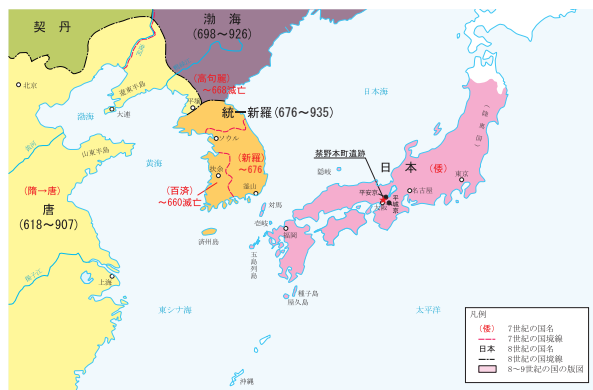 契丹
渤海
(698～926)
(高句麗)
～668滅亡
北京
遼東半島
平壌
大連
渤海
統一新羅(676～935)
日本海
ソウル
山東半島
黄海
(新羅)
～676
扶余
(百済)
～660滅亡
釜山
禁野本町遺跡
隠岐
日本
(倭)
(陸奥国)
東京
名古屋
平安京
平城京
大阪
(隋→唐)
唐
(618～907)
対馬
壱岐
福岡
済州島
五島列島
揚子江
上海
種子島
屋久島
東シナ海
太平洋
沖縄
凡例
(倭) 7世紀の国名
7世紀の国境線
日本 8世紀の国名
8世紀の国境線
8～9世紀の国の版図